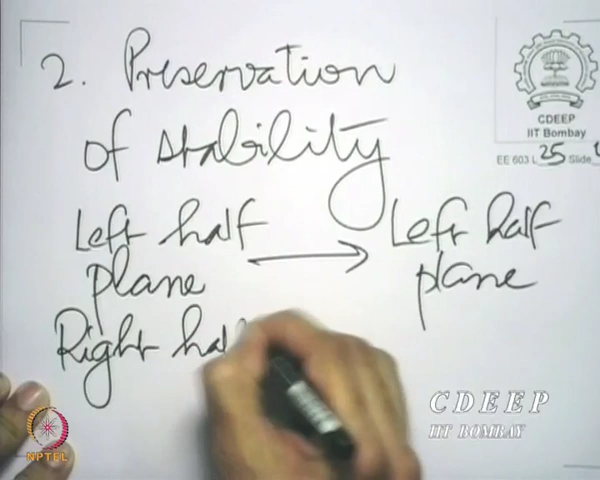 2. Preservation
of stability
Left half plane → Left half plane
Right hal
CDEEP
IIT Bombay
EE 603 L 25 Slide
CDEEP
IIT BOMBAY
NPTEL